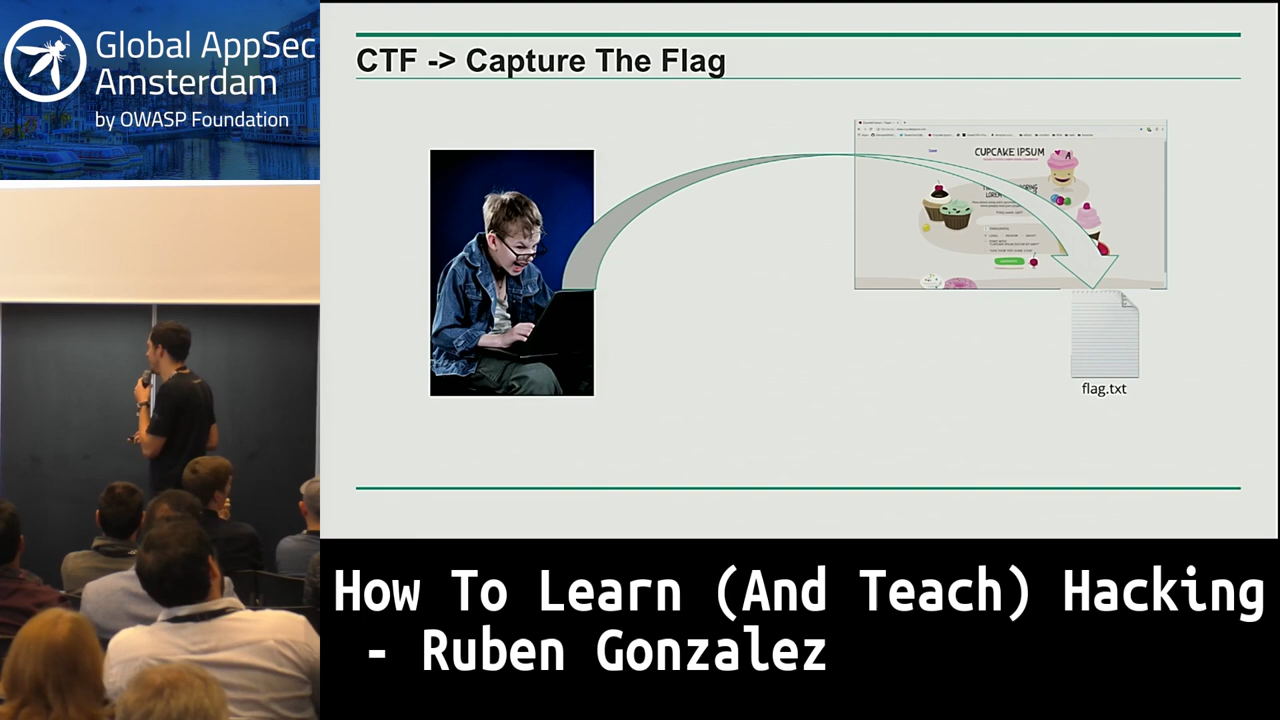 Global AppSec
Amsterdam
by OWASP Foundation
CTF -> Capture The Flag
CUPCAKE IPSUM
flag.txt
How To Learn (And Teach) Hacking
- Ruben Gonzalez